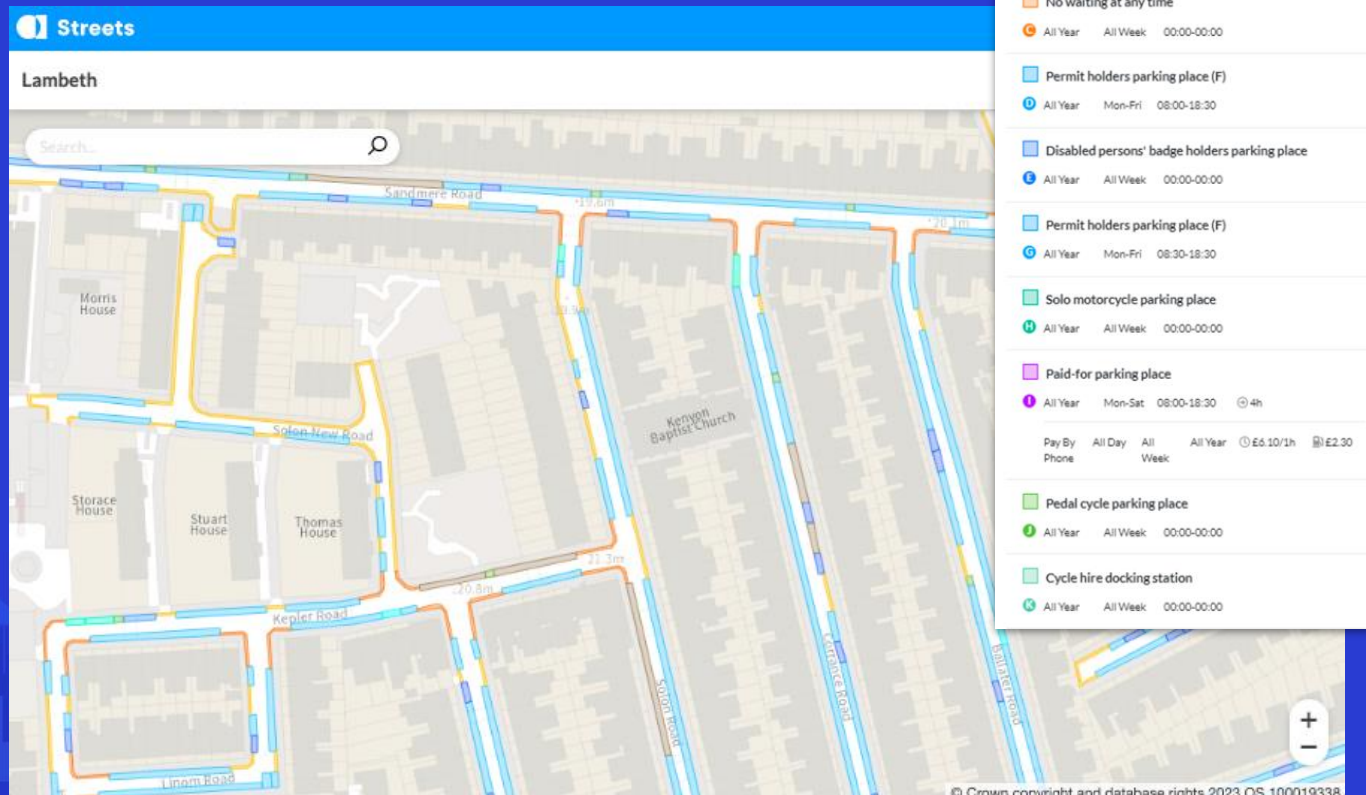 Streets
Lambeth
Search...
Sandmere Road
19.6m
20.1m
Morris
House
Kenyon
Baptist Church
Solon New Road
Storace
House
Stuart
House
Thomas
House
21.3m
20.8m
Kepler Road
Solon Road
Corrance Road
Ballater Road
Linom Road
No waiting at any time
C All Year All Week 00:00-00:00
Permit holders parking place (F)
D All Year Mon-Fri 08:00-18:30
Disabled persons' badge holders parking place
E All Year All Week 00:00-00:00
Permit holders parking place (F)
G All Year Mon-Fri 08:30-18:30
Solo motorcycle parking place
H All Year All Week 00:00-00:00
Paid-for parking place
I All Year Mon-Sat 08:00-18:30 4h
Pay By All Day All All Year £6.10/1h £2.30
Phone Week
Pedal cycle parking place
J All Year All Week 00:00-00:00
Cycle hire docking station
K All Year All Week 00:00-00:00
+
−
© Crown copyright and database rights 2023 OS 100019338